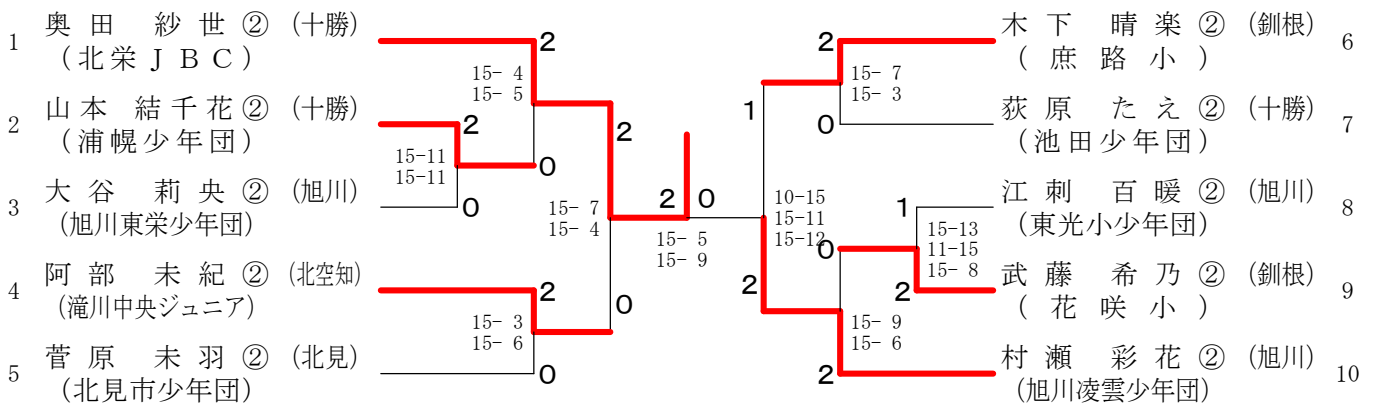 1 奥田 紗世② (十勝)
(北栄JBC)
2
15- 4
15- 5
2 山本 結千花② (十勝)
(浦幌少年団)
2
0
15-11
15-11
3 大谷 莉央② (旭川)
(旭川東栄少年団)
0
2
15- 7
15- 4
4 阿部 未紀② (北空知)
(滝川中央ジュニア)
2
0
15- 3
15- 6
5 菅原 未羽② (北見)
(北見市少年団)
0
2 0
15- 5
15- 9
木下 晴楽② (釧根) 6
(庶路小)
2
15- 7
15- 3
荻原 たえ② (十勝) 7
(池田少年団)
0
1
10-15
15-11
15-12
江刺 百暖② (旭川) 8
(東光小少年団)
1
15-13
11-15
15- 8
0
武藤 希乃② (釧根) 9
(花咲小)
2
2
15- 9
15- 6
村瀬 彩花② (旭川) 10
(旭川凌雲少年団)
2